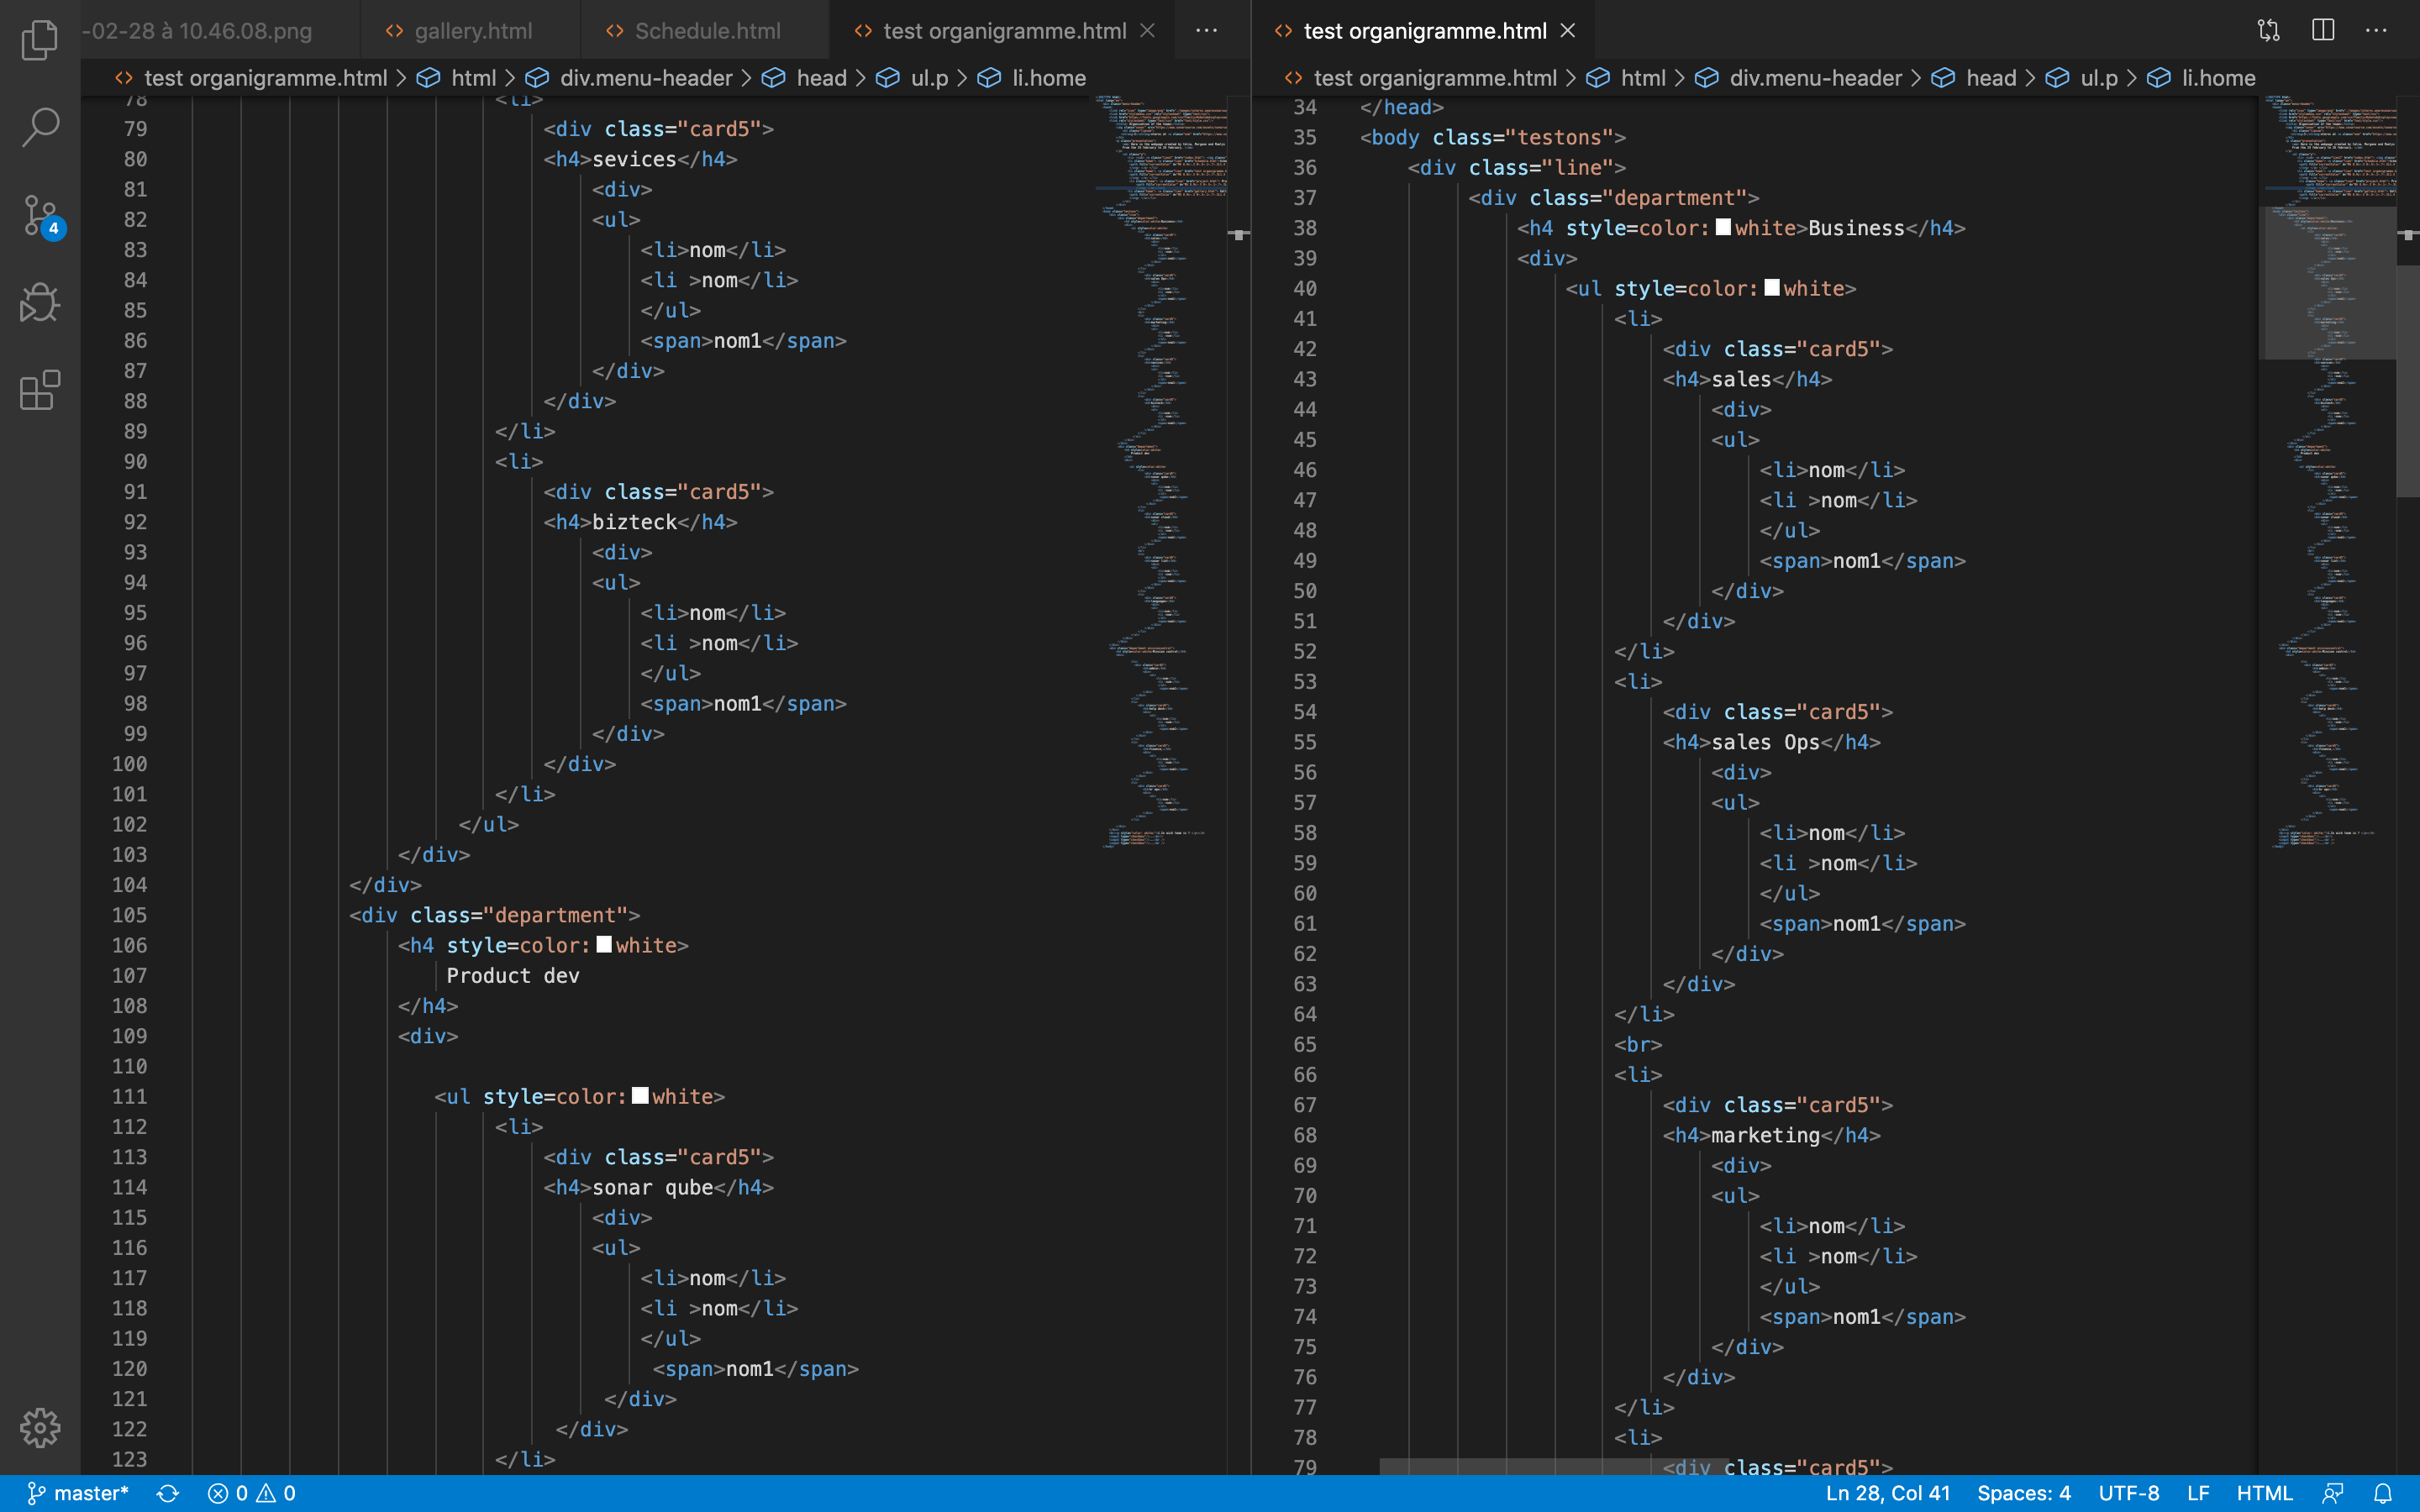 -02-28 à 10.46.08.png
gallery.html
Schedule.html
test organigramme.html
test organigramme.html > html > div.menu-header > head > ul.p > li.home
78 <li>
79 <div class="card5">
80 <h4>sevices</h4>
81 <div>
82 <ul>
83 <li>nom</li>
84 <li >nom</li>
85 </ul>
86 <span>nom1</span>
87 </div>
88 </div>
89 </li>
90 <li>
91 <div class="card5">
92 <h4>bizteck</h4>
93 <div>
94 <ul>
95 <li>nom</li>
96 <li >nom</li>
97 </ul>
98 <span>nom1</span>
99 </div>
100 </div>
101 </li>
102 </ul>
103 </div>
104 </div>
105 <div class="department">
106 <h4 style=color:white>
107 Product dev
108 </h4>
109 <div>
110
111 <ul style=color:white>
112 <li>
113 <div class="card5">
114 <h4>sonar qube</h4>
115 <div>
116 <ul>
117 <li>nom</li>
118 <li >nom</li>
119 </ul>
120 <span>nom1</span>
121 </div>
122 </div>
123 </li>
test organigramme.html
test organigramme.html > html > div.menu-header > head > ul.p > li.home
34 </head>
35 <body class="testons">
36 <div class="line">
37 <div class="department">
38 <h4 style=color:white>Business</h4>
39 <div>
40 <ul style=color:white>
41 <li>
42 <div class="card5">
43 <h4>sales</h4>
44 <div>
45 <ul>
46 <li>nom</li>
47 <li >nom</li>
48 </ul>
49 <span>nom1</span>
50 </div>
51 </div>
52 </li>
53 <li>
54 <div class="card5">
55 <h4>sales Ops</h4>
56 <div>
57 <ul>
58 <li>nom</li>
59 <li >nom</li>
60 </ul>
61 <span>nom1</span>
62 </div>
63 </div>
64 </li>
65 <br>
66 <li>
67 <div class="card5">
68 <h4>marketing</h4>
69 <div>
70 <ul>
71 <li>nom</li>
72 <li >nom</li>
73 </ul>
74 <span>nom1</span>
75 </div>
76 </div>
77 </li>
78 <li>
79 <div class="card5">
4
master* 0 0 Ln 28, Col 41 Spaces: 4 UTF-8 LF HTML